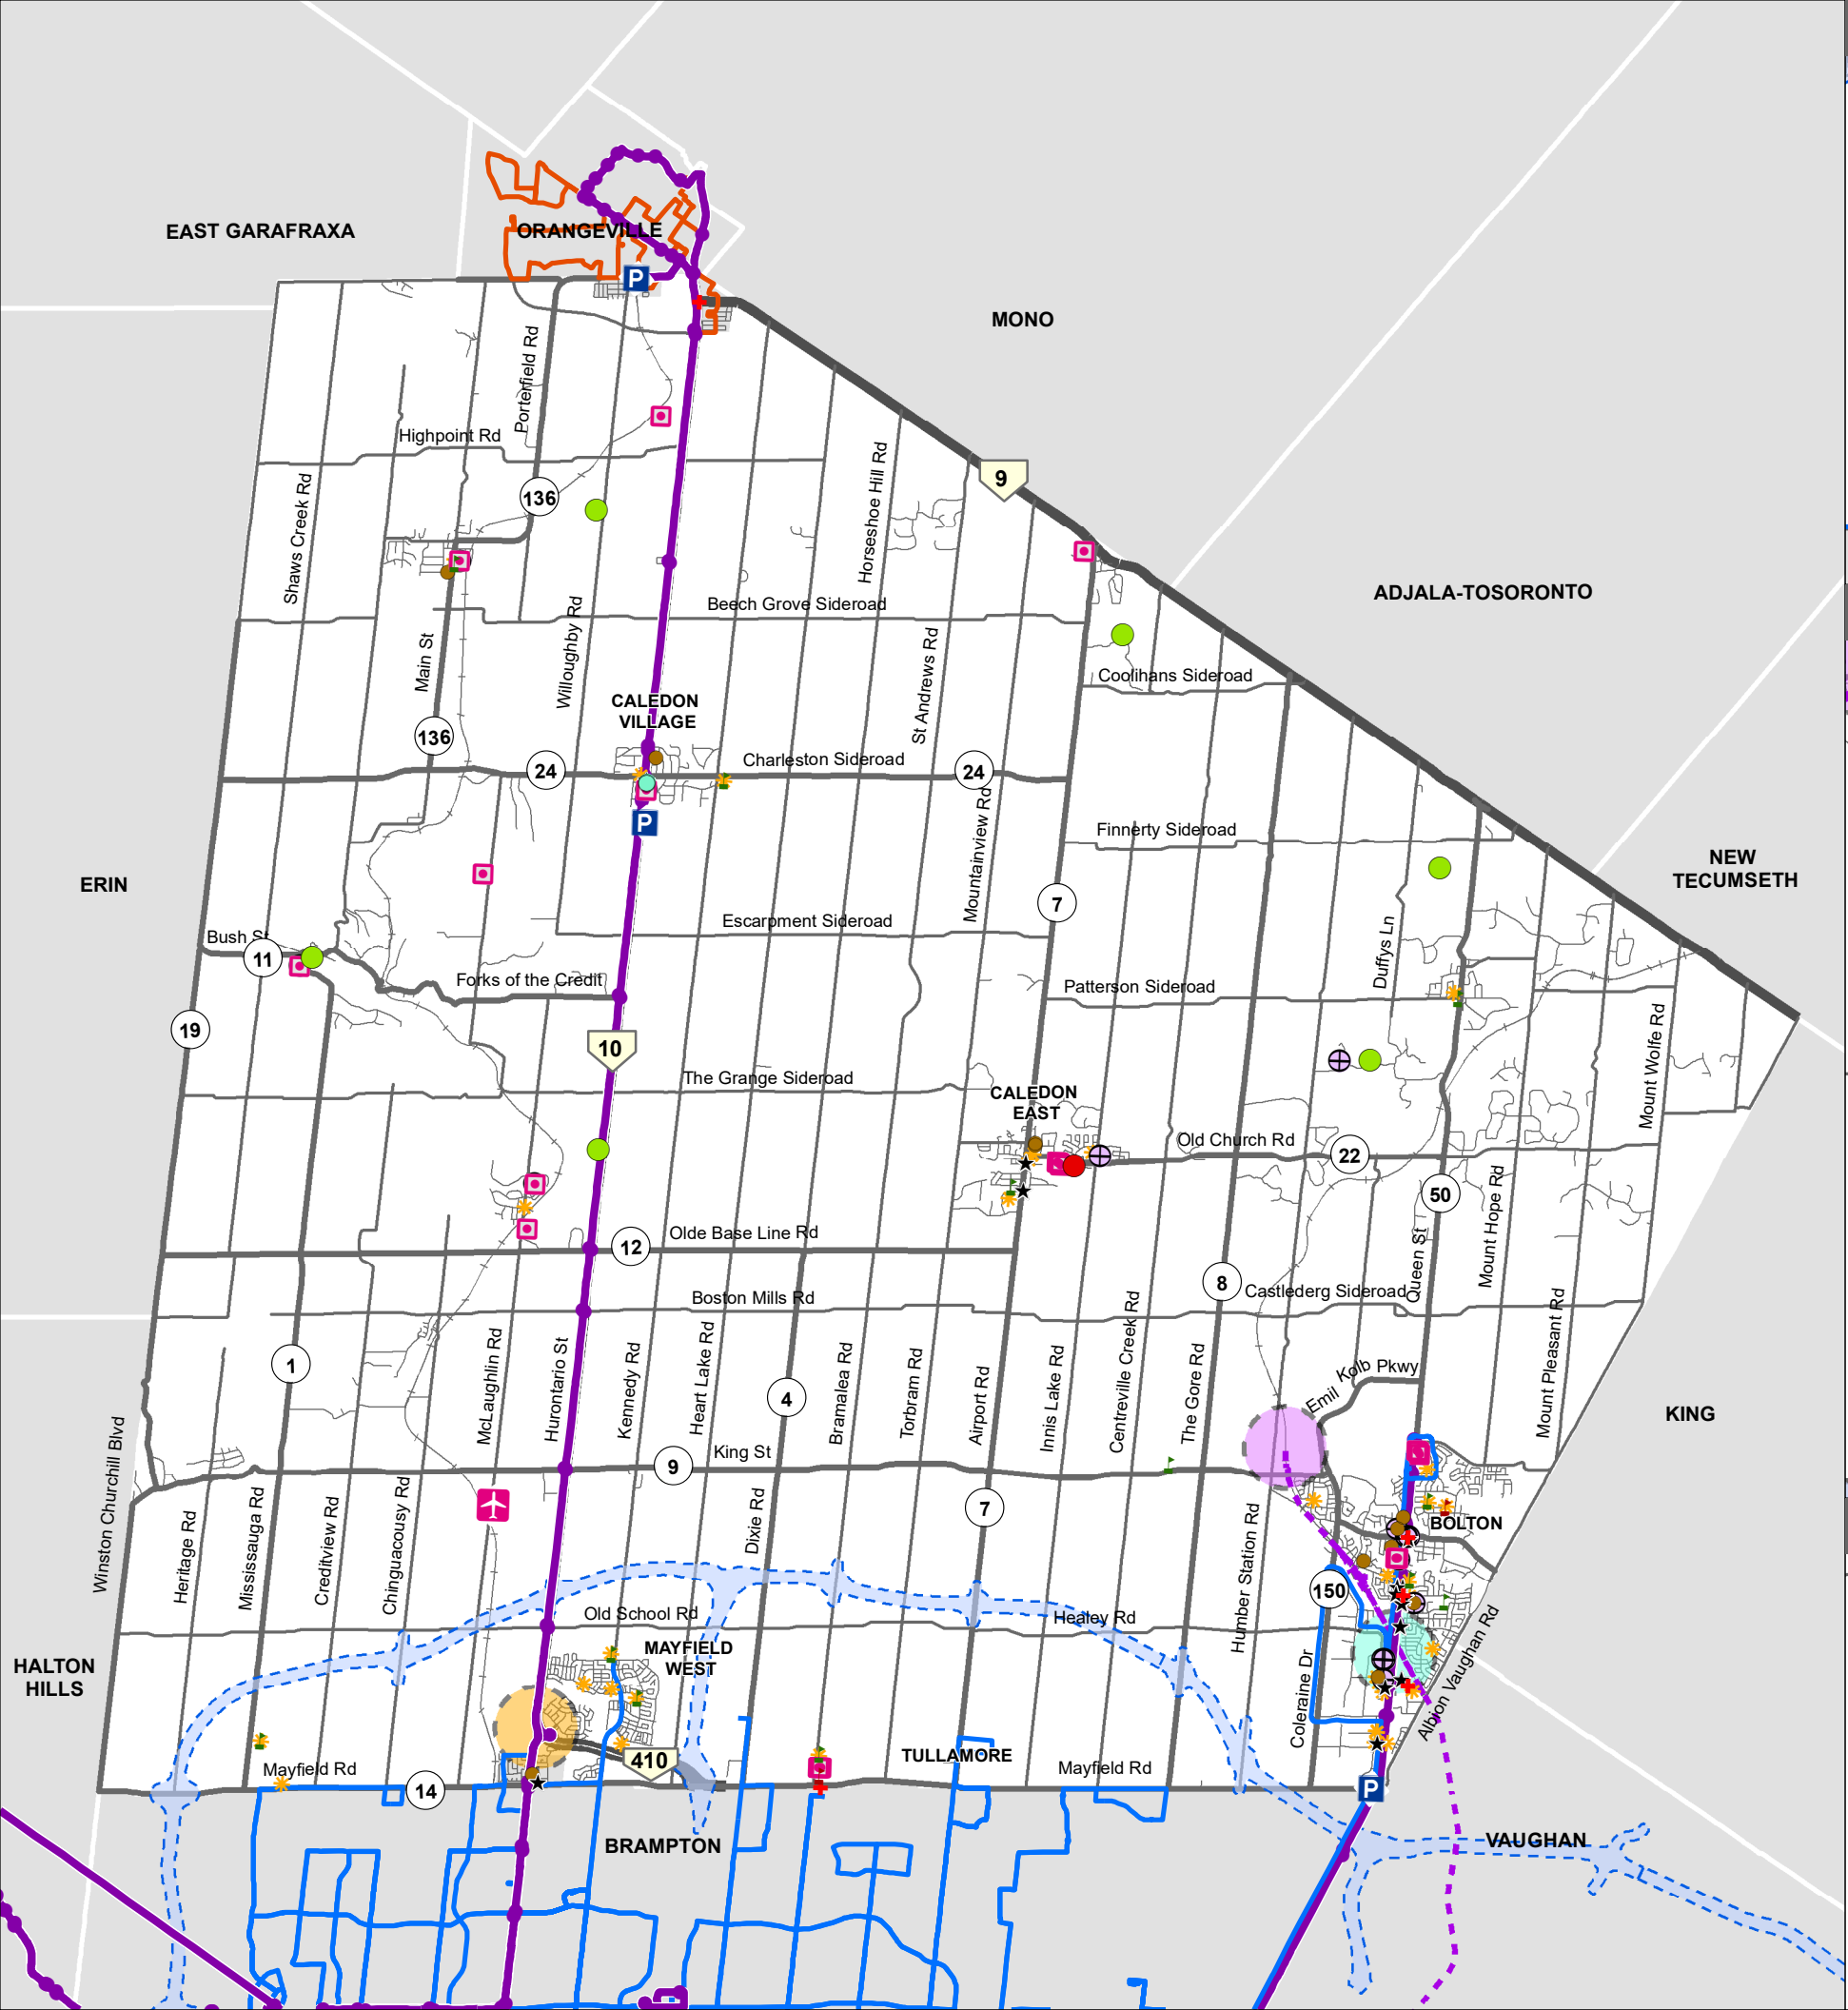 EAST GARAFRAXA
ORANGEVILLE
P
MONO
Porterfield Rd
Highpoint Rd
Horseshoe Hill Rd
9
136
Shaws Creek Rd
ADJALA-TOSORONTO
Beech Grove Sideroad
Willoughby Rd
Main St
St Andrews Rd
Coolihans Sideroad
CALEDON
VILLAGE
136
24
Charleston Sideroad
24
P
Mountainview Rd
Finnerty Sideroad
NEW
TECUMSETH
ERIN
7
Escarpment Sideroad
Duffys Ln
Bush St
11
Forks of the Credit
Patterson Sideroad
19
10
Mount Wolfe Rd
The Grange Sideroad
CALEDON
EAST
Old Church Rd
22
50
Mount Hope Rd
Queen St
Olde Base Line Rd
12
8
Castlederg Sideroad
Boston Mills Rd
1
McLaughlin Rd
Hurontario St
Kennedy Rd
Heart Lake Rd
4
Bramalea Rd
Torbram Rd
Airport Rd
Innis Lake Rd
Centreville Creek Rd
The Gore Rd
Emil Kolb Pkwy
Mount Pleasant Rd
KING
Winston Churchill Blvd
King St
9
7
BOLTON
Heritage Rd
Mississauga Rd
Creditview Rd
Chinguacousy Rd
Dixie Rd
Humber Station Rd
150
Old School Rd
Healey Rd
HALTON
HILLS
MAYFIELD
WEST
Coleraine Dr
Albion Vaughan Rd
Mayfield Rd
14
410
TULLAMORE
Mayfield Rd
P
BRAMPTON
VAUGHAN